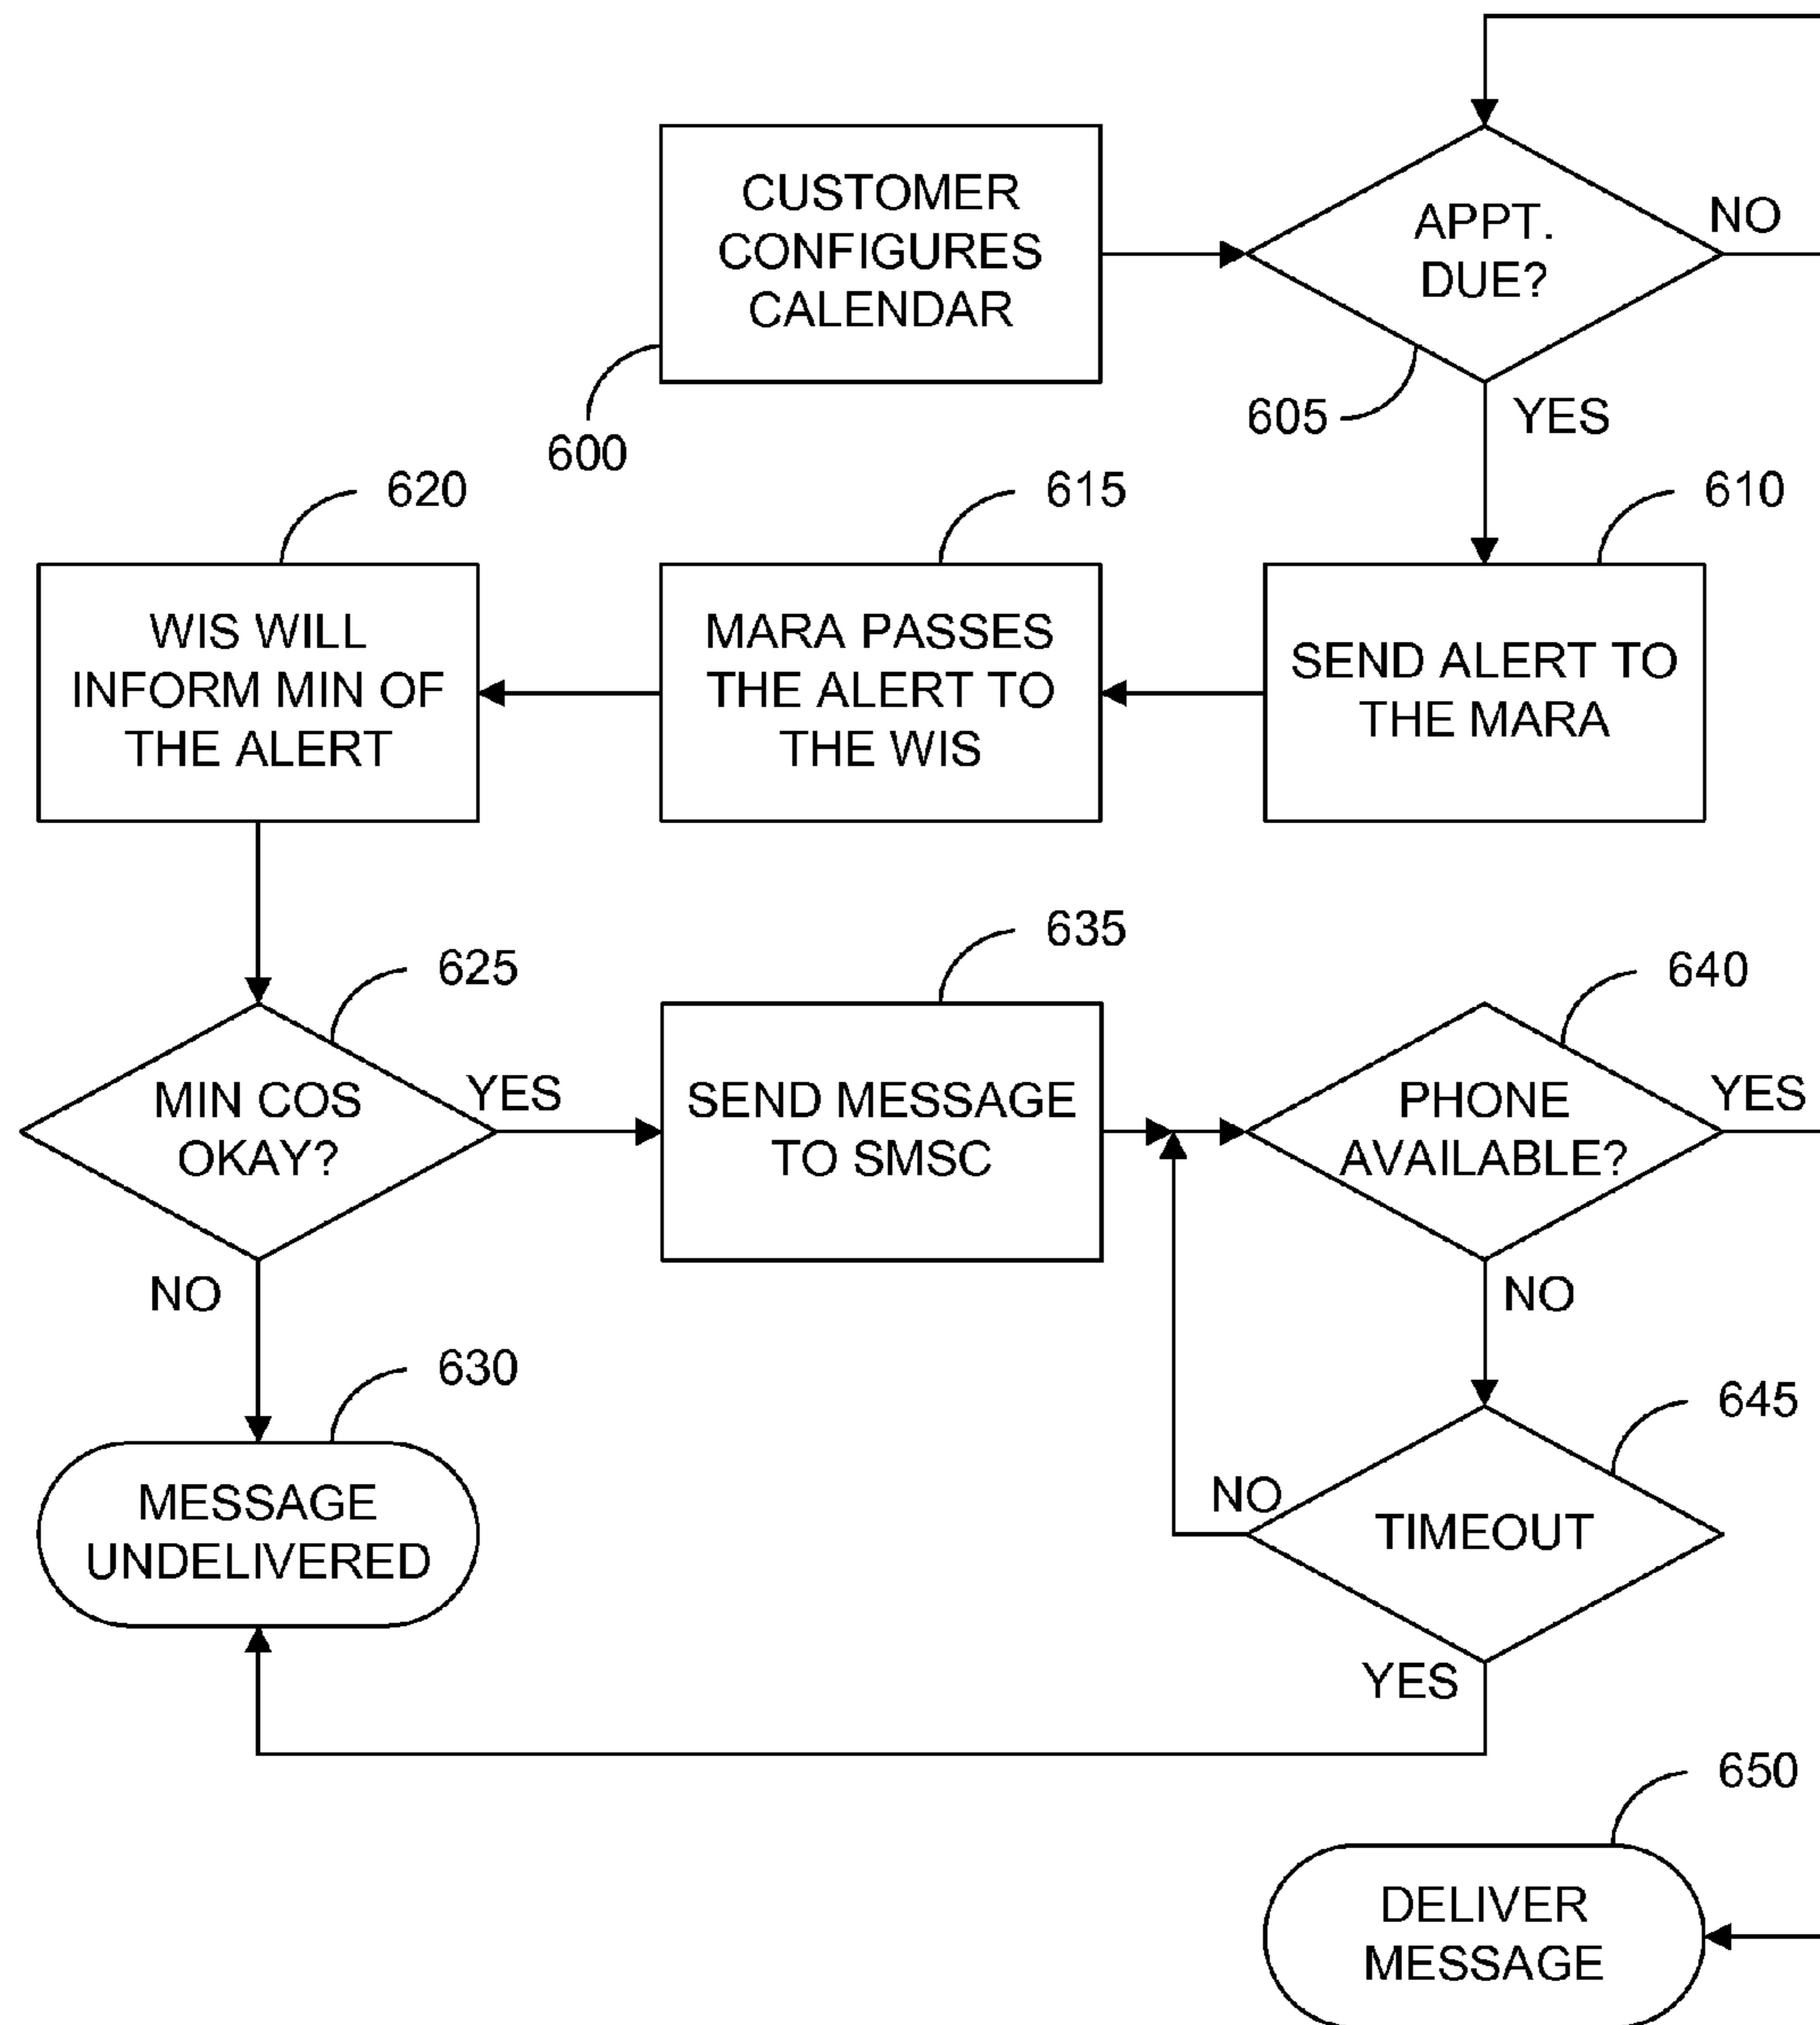 CUSTOMER
CONFIGURES
CALENDAR
600
APPT.
DUE?
NO
605
YES
620
615
610
WIS WILL
INFORM MIN OF
THE ALERT
MARA PASSES
THE ALERT TO
THE WIS
SEND ALERT TO
THE MARA
625
635
640
MIN COS
OKAY?
YES
NO
SEND MESSAGE
TO SMSC
PHONE
AVAILABLE?
YES
NO
630
645
MESSAGE
UNDELIVERED
NO
TIMEOUT
YES
650
DELIVER
MESSAGE